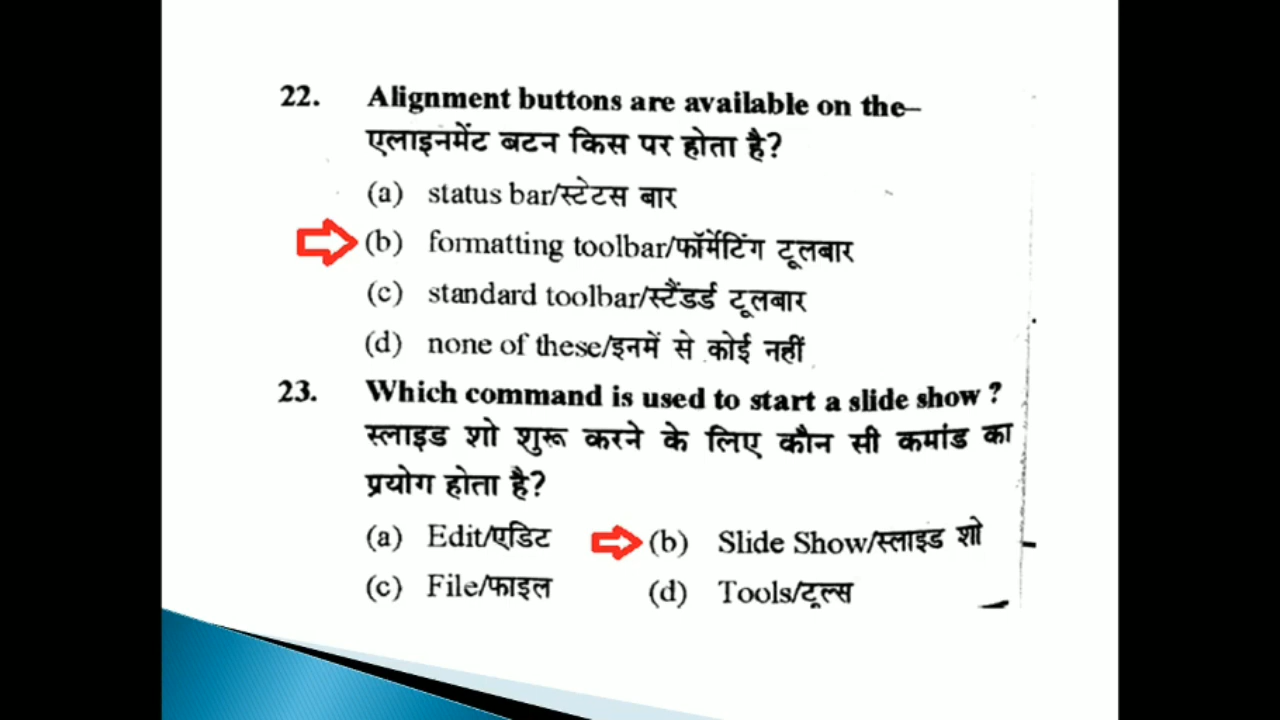 22. Alignment buttons are available on the–
एलाइनमेंट बटन किस पर होता है?
(a) status bar/स्टेटस बार
(b) formatting toolbar/फॉर्मेटिंग टूलबार
(c) standard toolbar/स्टैंडर्ड टूलबार
(d) none of these/इनमें से कोई नहीं
23. Which command is used to start a slide show ?
स्लाइड शो शुरू करने के लिए कौन सी कमांड का
प्रयोग होता है?
(a) Edit/एडिट (b) Slide Show/स्लाइड शो
(c) File/फाइल (d) Tools/टूल्स